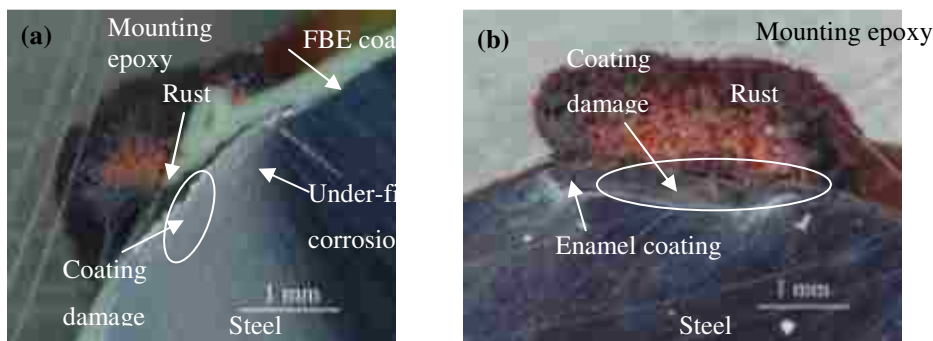 (a)
Mounting
epoxy
FBE coa
Rust
Under-fi
corrosio
Coating
damage
1 mm
Steel
(b)
Mounting epoxy
Coating
damage
Rust
Enamel coating
1 mm
Steel